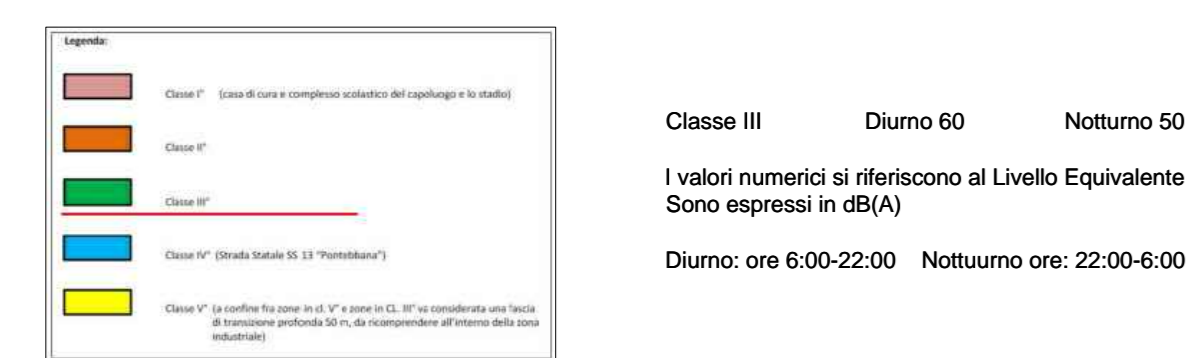 Legenda:
Classe I° (casa di cura e complesso scolastico del capoluogo e lo stadio)
Classe II°
Classe III°
Classe IV° (Strada Statale SS 13 "Pontebbana")
Classe V° (a confine fra zone in cl. V° e zone in CL. III° va considerata una fascia
di transizione profonda 50 m, da ricomprendere all'interno della zona
industriale)
Classe III Diurno 60 Notturno 50
I valori numerici si riferiscono al Livello Equivalente
Sono espressi in dB(A)
Diurno: ore 6:00-22:00 Nottuurno ore: 22:00-6:00